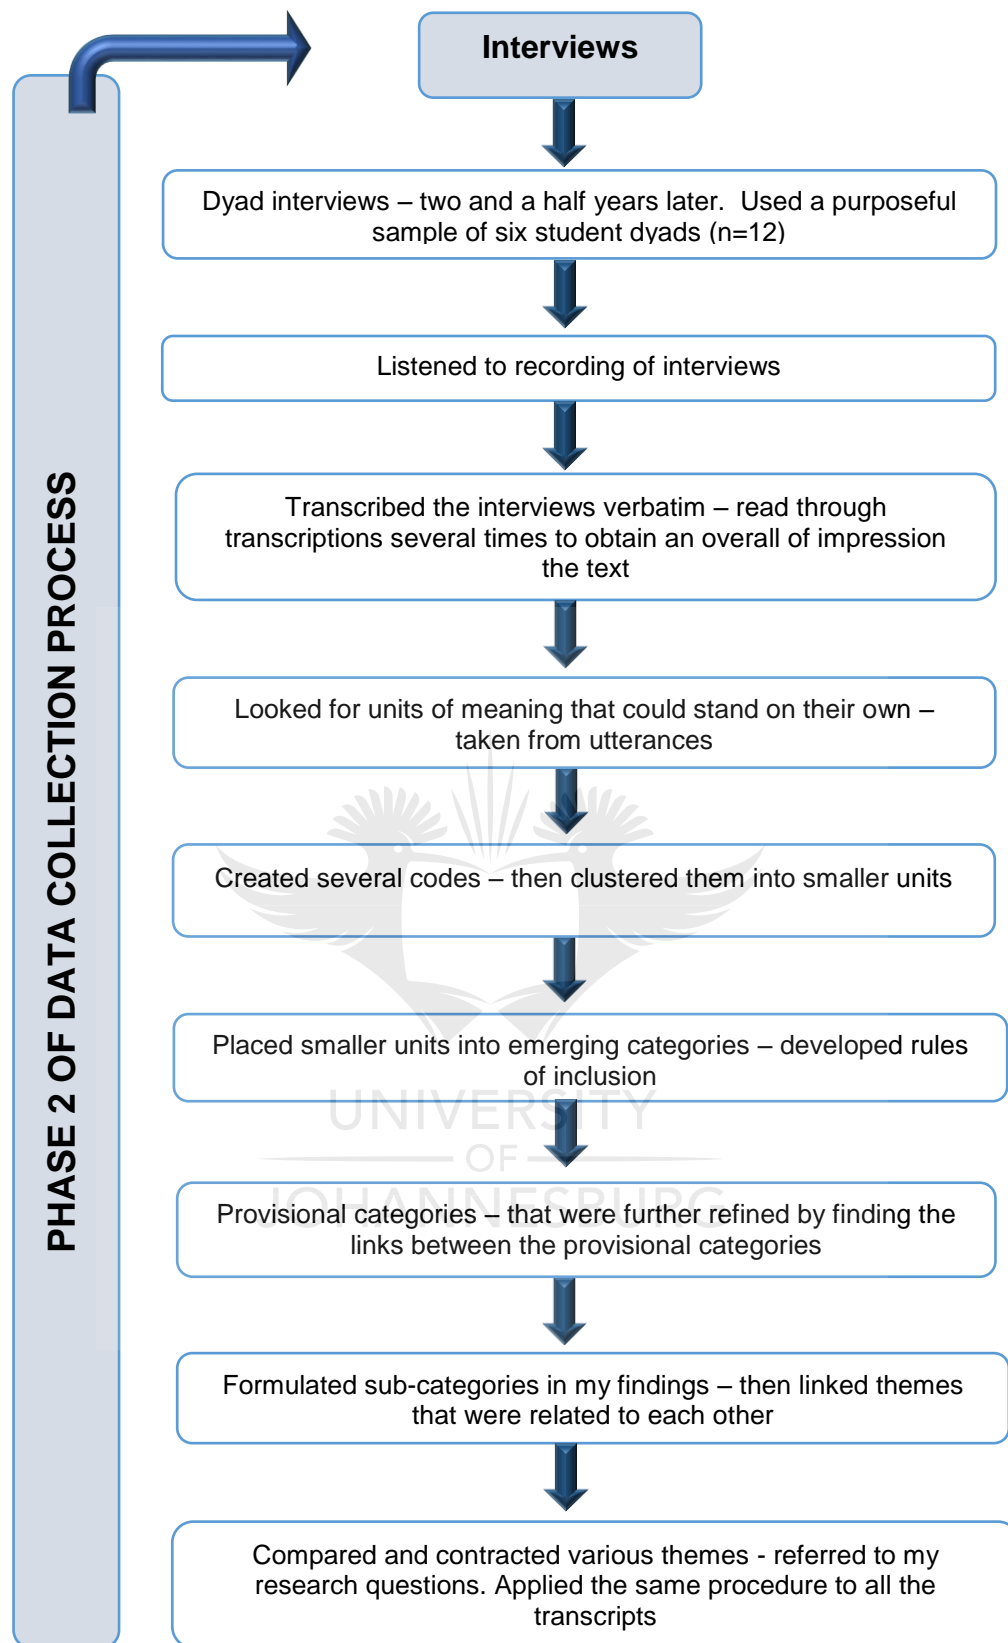 Interviews
Dyad interviews – two and a half years later.  Used a purposeful
sample of six student dyads (n=12)
Listened to recording of interviews
Transcribed the interviews verbatim – read through
transcriptions several times to obtain an overall of impression
the text
Looked for units of meaning that could stand on their own –
taken from utterances
Created several codes – then clustered them into smaller units
Placed smaller units into emerging categories – developed rules
of inclusion
Provisional categories – that were further refined by finding the
links between the provisional categories
Formulated sub-categories in my findings – then linked themes
that were related to each other
Compared and contracted various themes - referred to my
research questions. Applied the same procedure to all the
transcripts
PHASE 2 OF DATA COLLECTION PROCESS
UNIVERSITY
OF
JOHANNESBURG